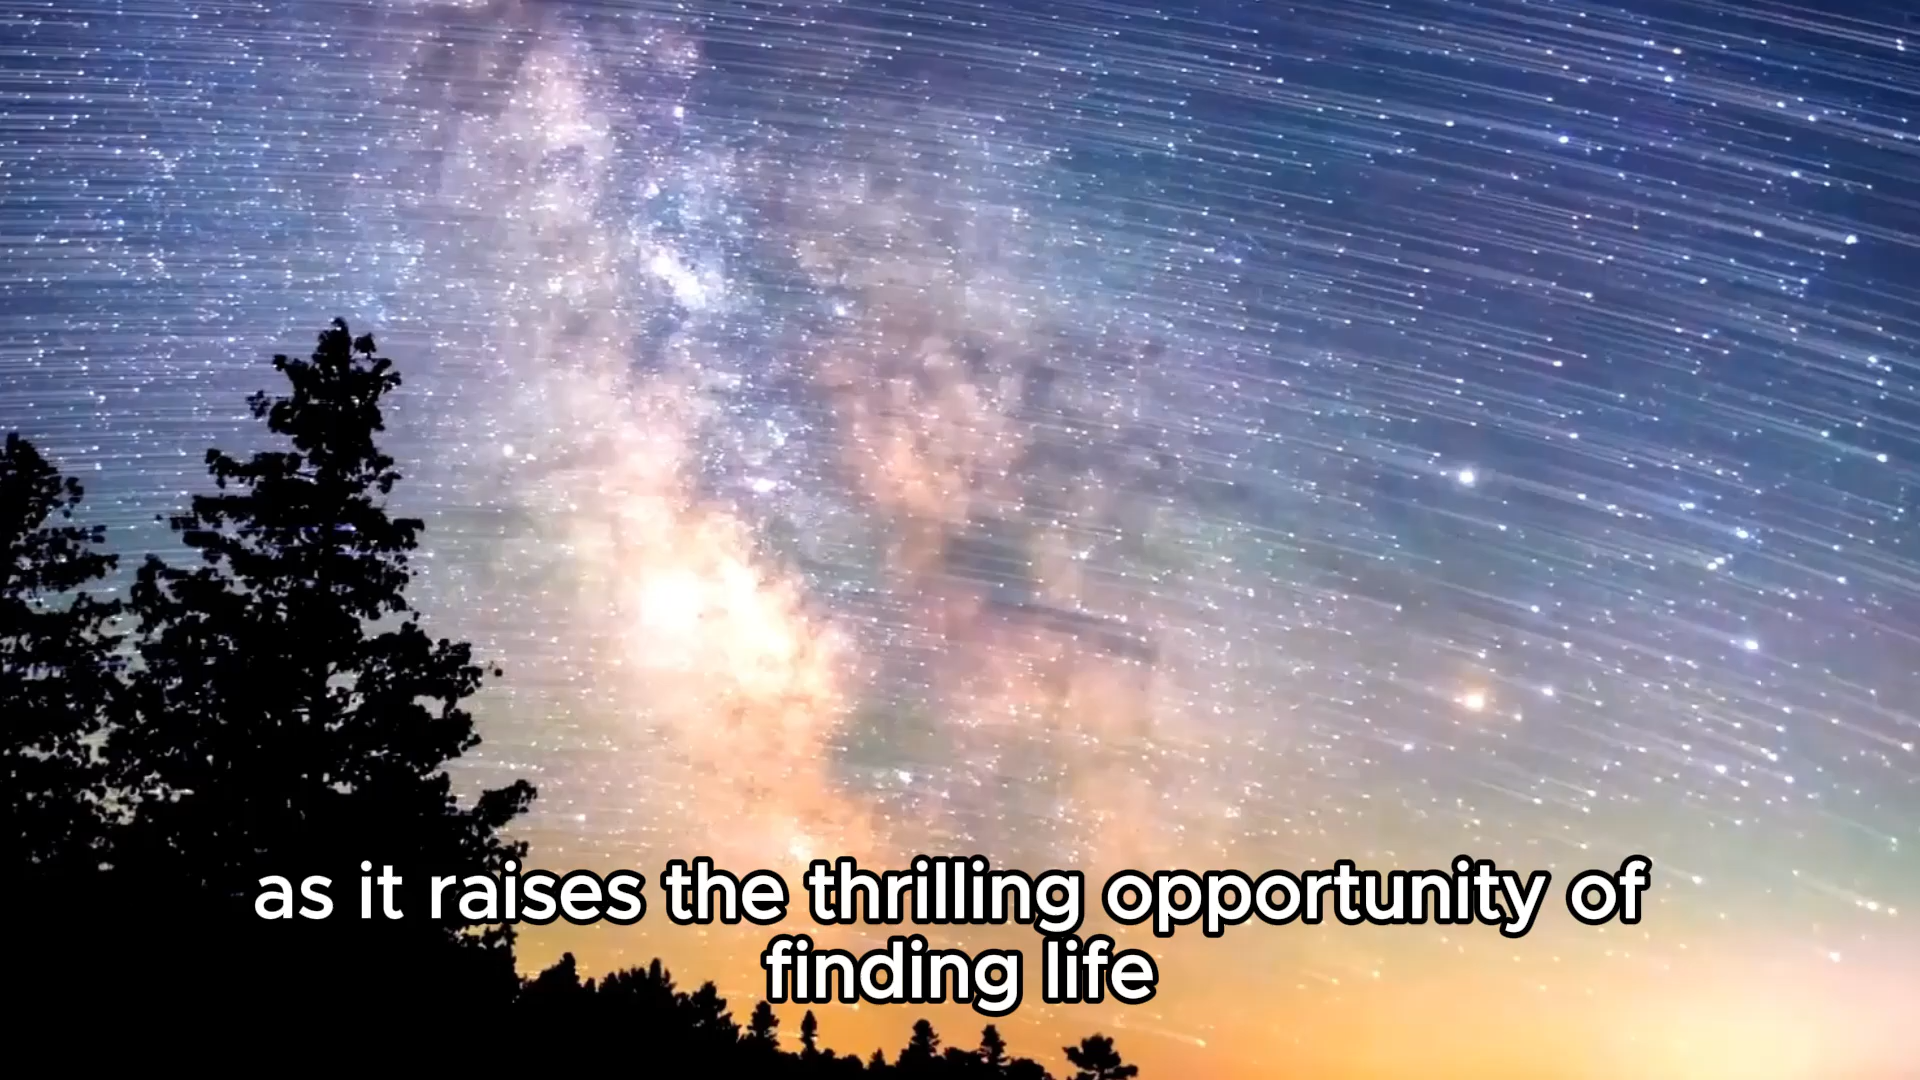 as it raises the thrilling opportunity of
finding life